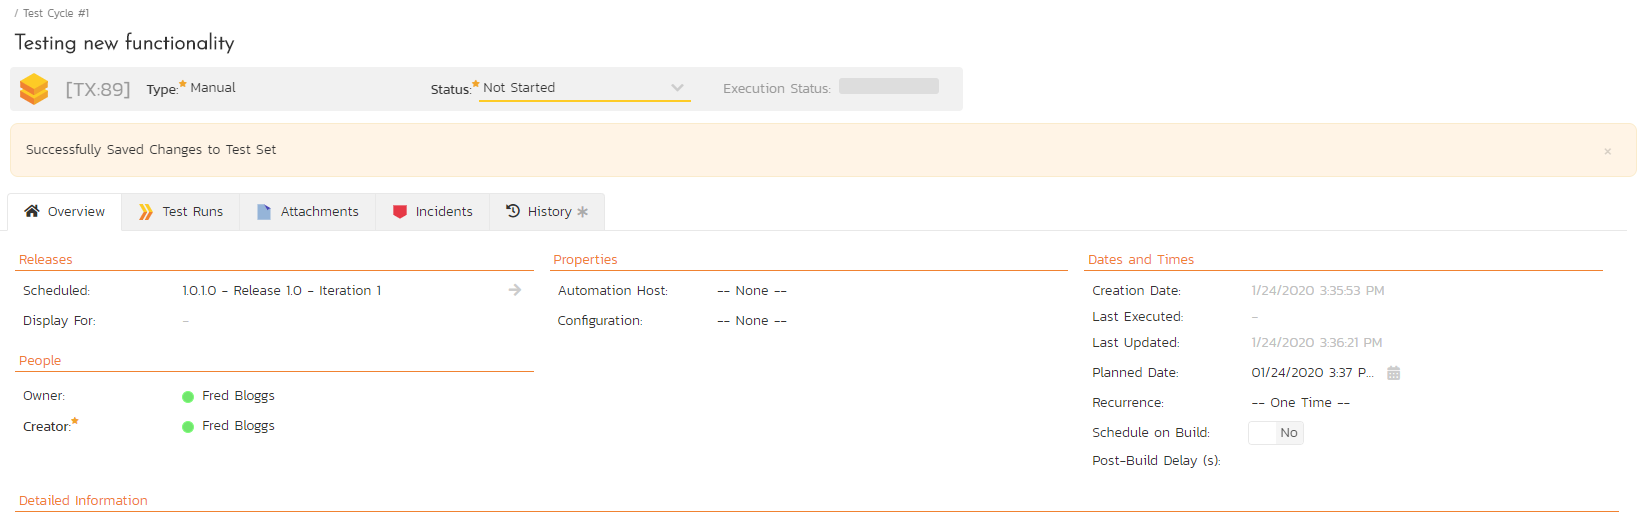 / Test Cycle #1
Testing new functionality
[TX:89] Type:* Manual Status:* Not Started Execution Status:
Successfully Saved Changes to Test Set ×
Overview Test Runs Attachments Incidents History *
Releases Properties Dates and Times
Scheduled: 1.0.1.0 - Release 1.0 - Iteration 1 Automation Host: -- None -- Creation Date: 1/24/2020 3:35:53 PM
Last Executed: -
Display For: - Configuration: -- None --
Last Updated: 1/24/2020 3:36:21 PM
People
Planned Date: 01/24/2020 3:37 P...
Owner: Fred Bloggs
Recurrence: -- One Time --
Creator:* Fred Bloggs
Schedule on Build: No
Post-Build Delay (s):
Detailed Information